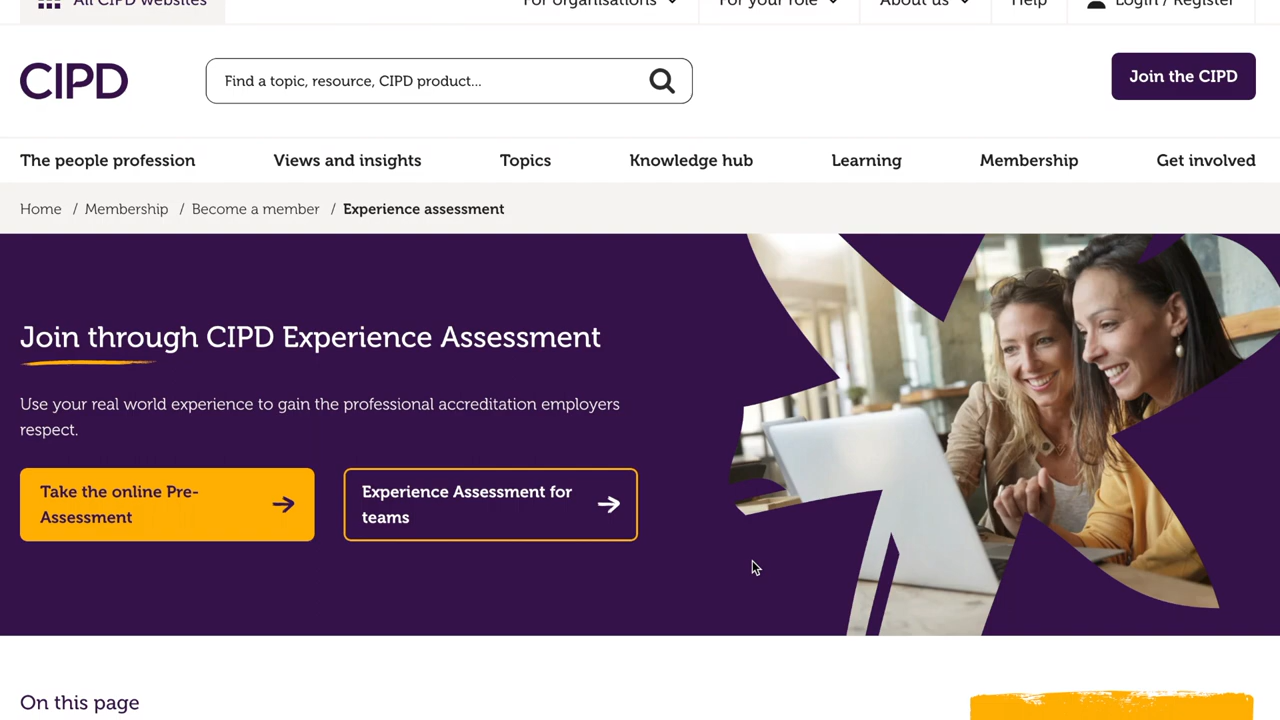 All CIPD websites
For organisations
For your role
About us
Help
Login / Register
CIPD
Find a topic, resource, CIPD product...
Join the CIPD
The people profession
Views and insights
Topics
Knowledge hub
Learning
Membership
Get involved
Home / Membership / Become a member / Experience assessment
Join through CIPD Experience Assessment
Use your real world experience to gain the professional accreditation employers
respect.
Take the online Pre-
Assessment
Experience Assessment for
teams
On this page